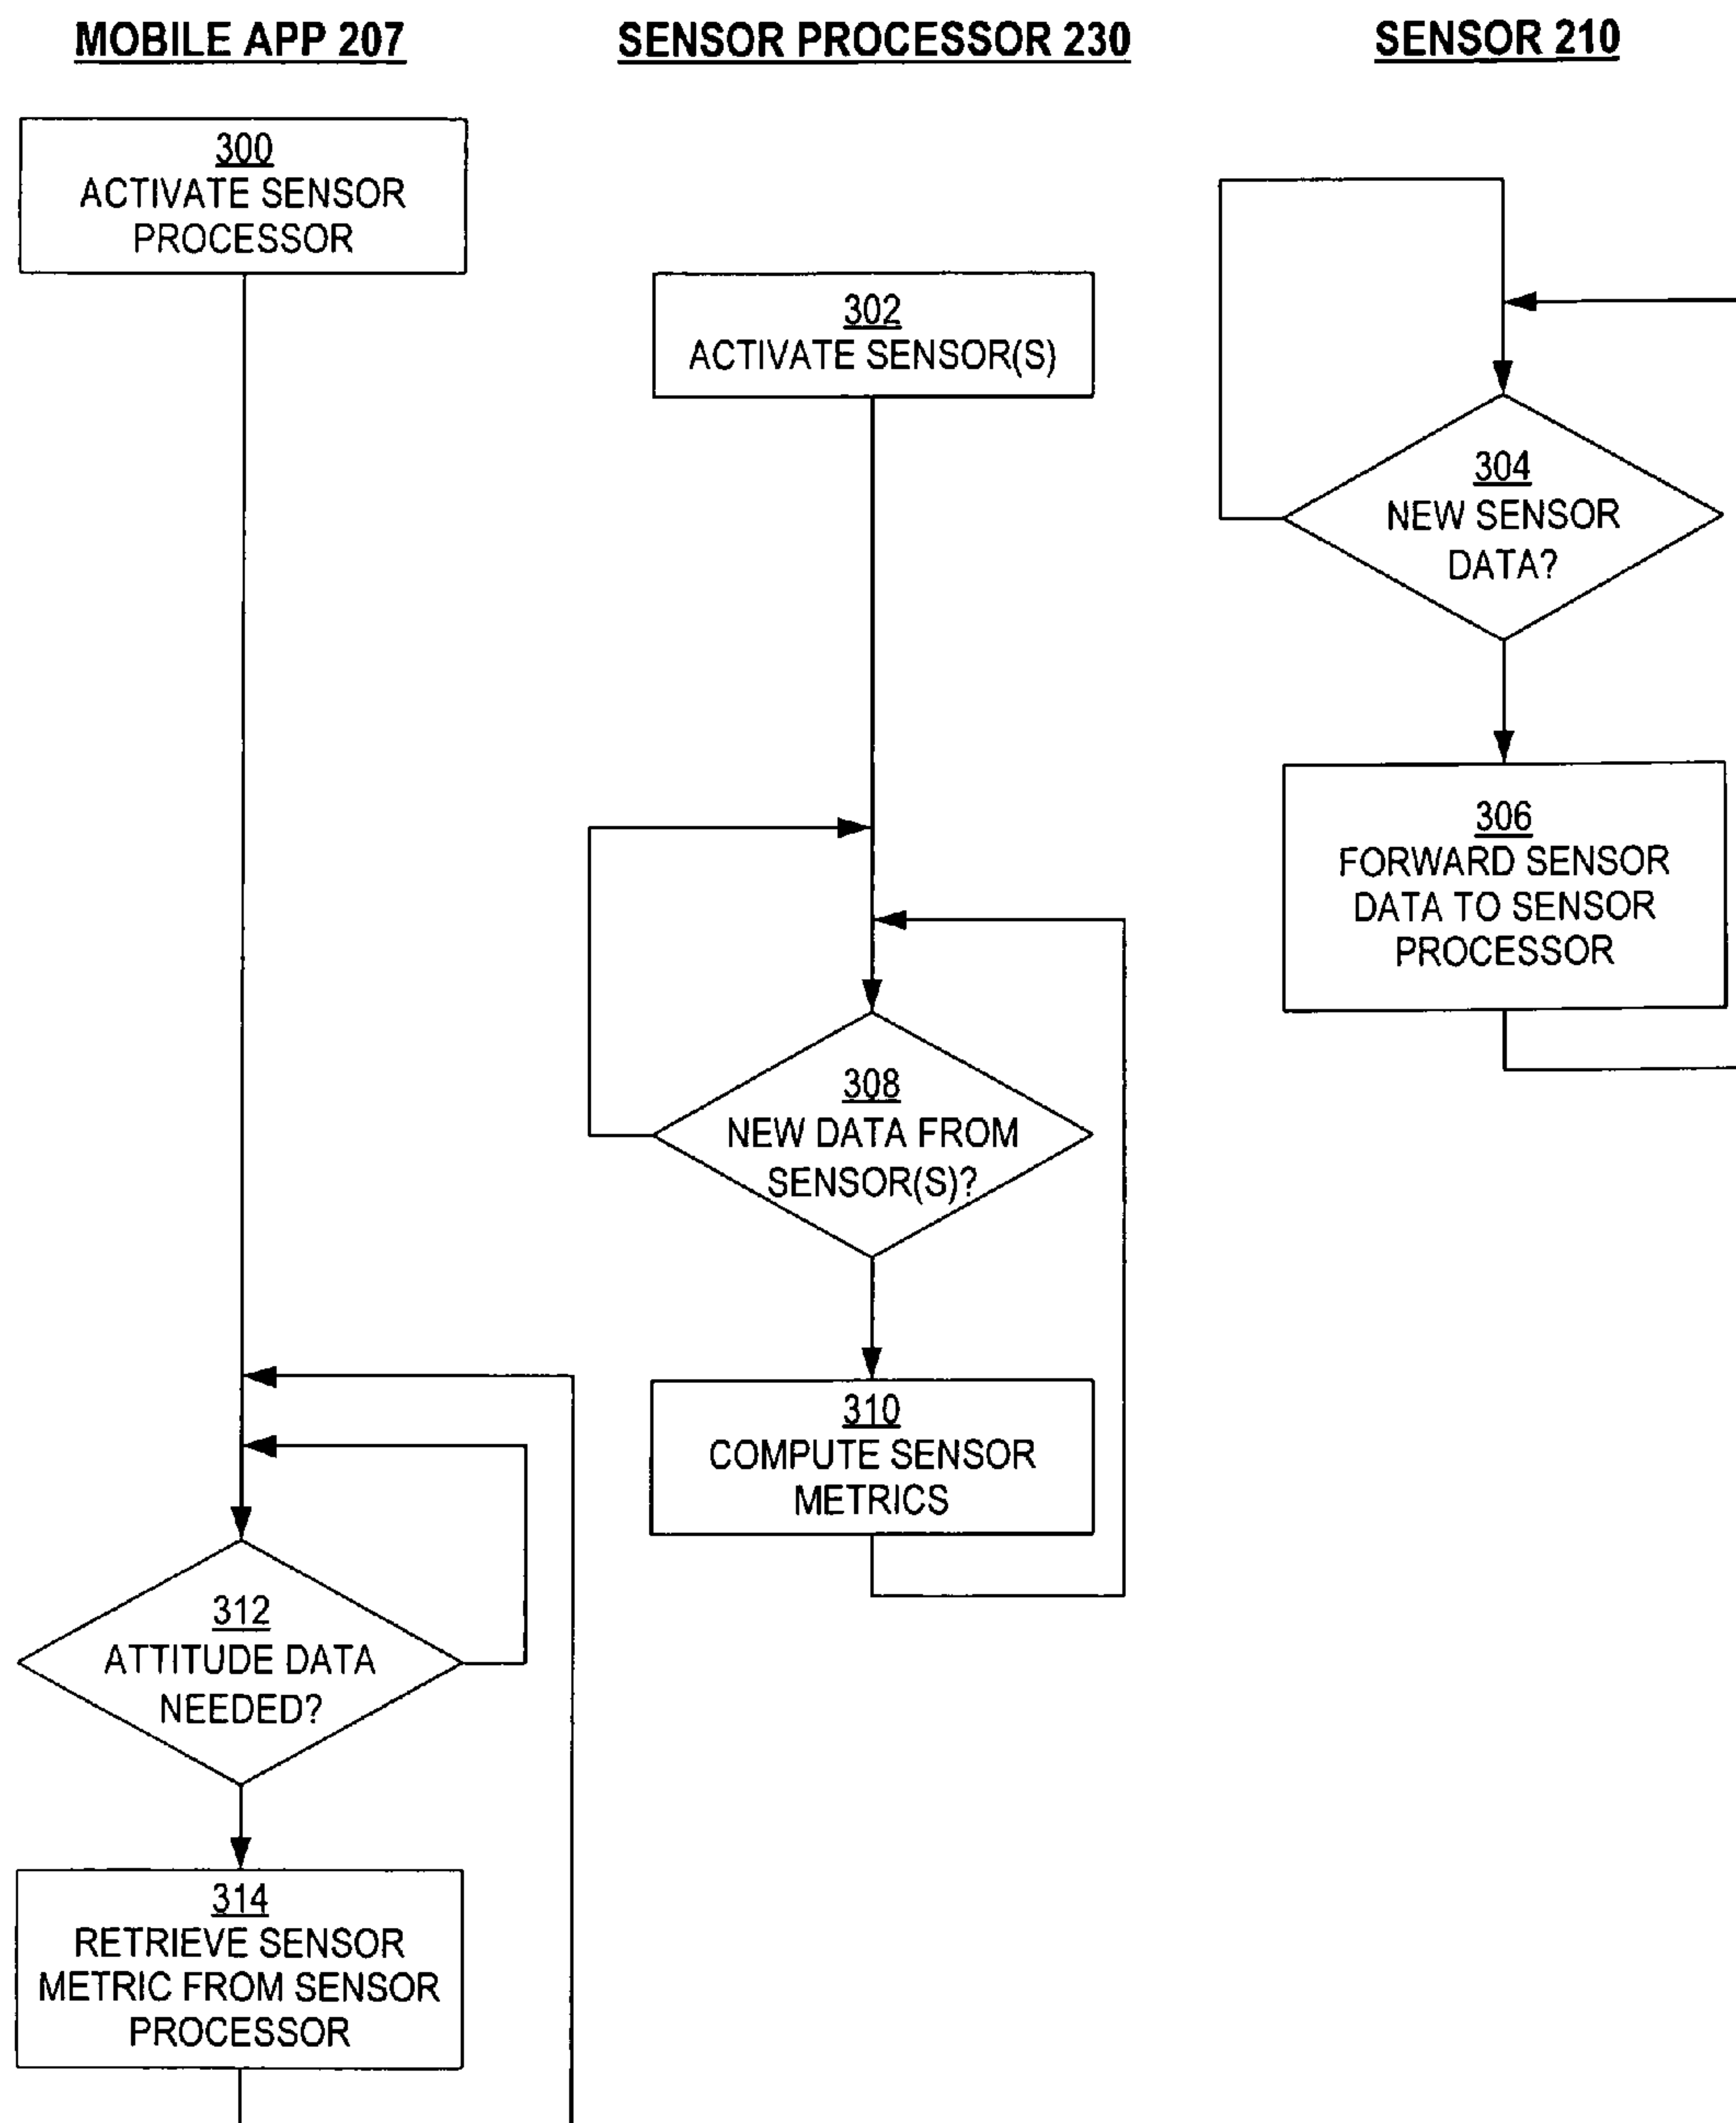 MOBILE APP 207
SENSOR PROCESSOR 230
SENSOR 210
300
ACTIVATE SENSOR
PROCESSOR
302
ACTIVATE SENSOR(S)
304
NEW SENSOR
DATA?
306
FORWARD SENSOR
DATA TO SENSOR
PROCESSOR
308
NEW DATA FROM
SENSOR(S)?
310
COMPUTE SENSOR
METRICS
312
ATTITUDE DATA
NEEDED?
314
RETRIEVE SENSOR
METRIC FROM SENSOR
PROCESSOR